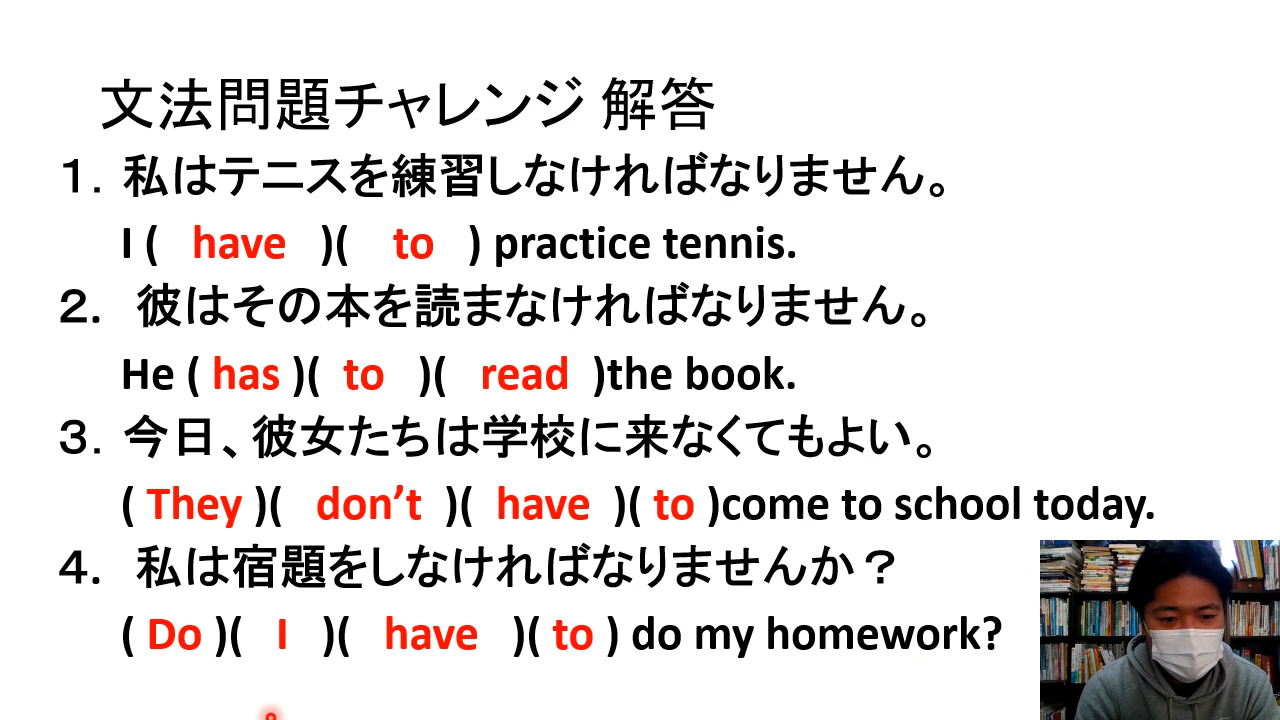 文法問題チャレンジ 解答
１．私はテニスを練習しなければなりません。
I ( have )( to ) practice tennis.
２． 彼はその本を読まなければなりません。
He ( has )( to )( read )the book.
３．今日、彼女たちは学校に来なくてもよい。
( They )( don’t )( have )( to )come to school today.
４． 私は宿題をしなければなりませんか？
( Do )( I )( have )( to ) do my homework?